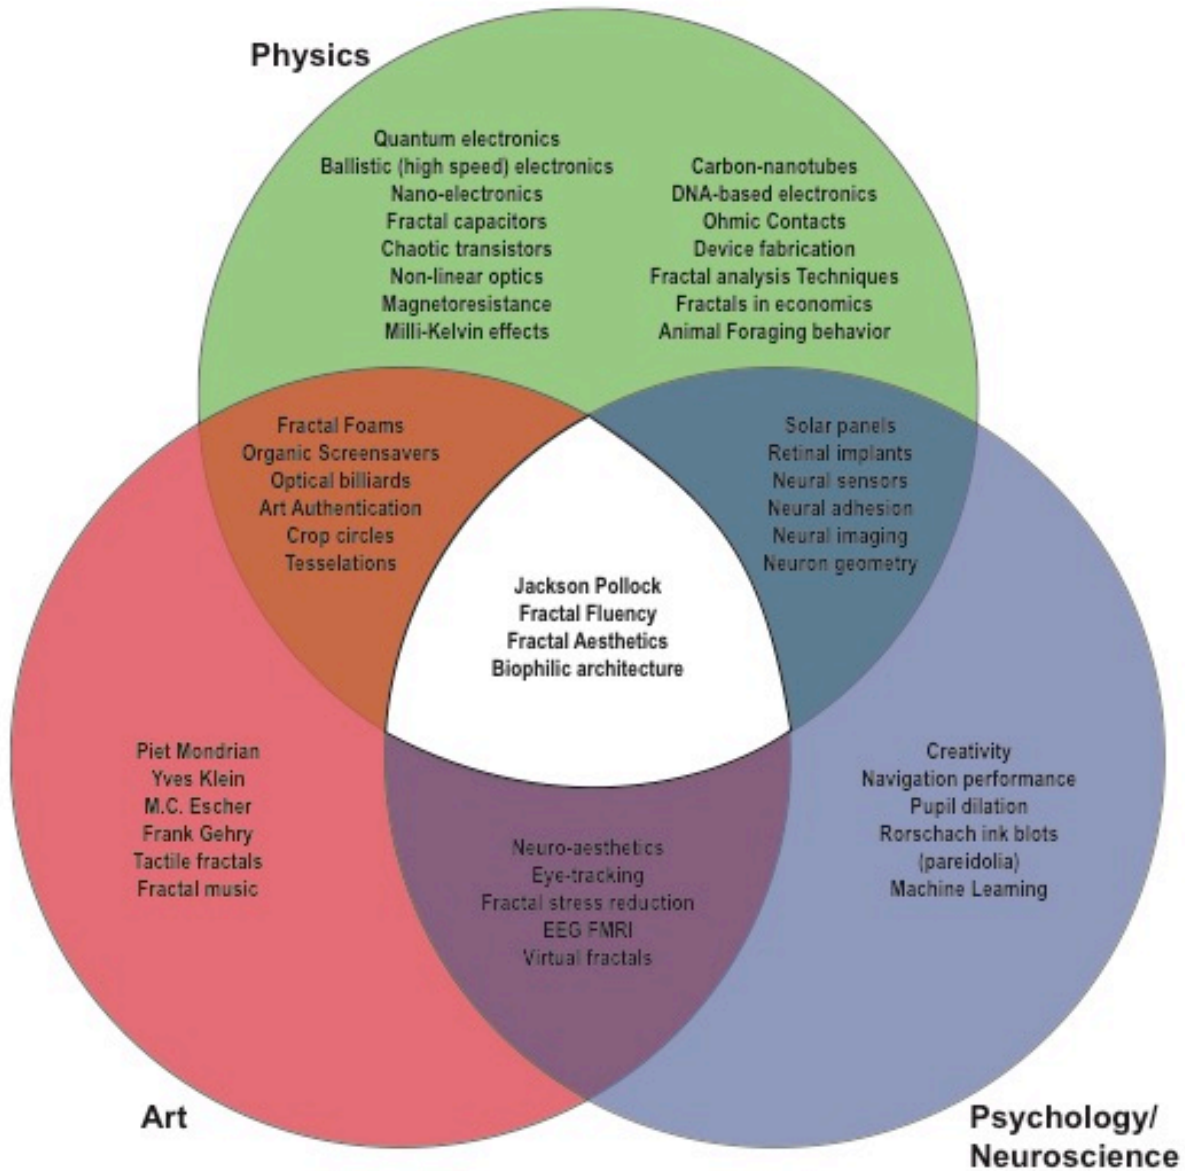 Physics
Quantum electronics
Ballistic (high speed) electronics
Nano-electronics
Fractal capacitors
Chaotic transistors
Non-linear optics
Magnetoresistance
Milli-Kelvin effects
Carbon-nanotubes
DNA-based electronics
Ohmic Contacts
Device fabrication
Fractal analysis Techniques
Fractals in economics
Animal Foraging behavior
Fractal Foams
Organic Screensavers
Optical billiards
Art Authentication
Crop circles
Tesselations
Solar panels
Retinal implants
Neural sensors
Neural adhesion
Neural imaging
Neuron geometry
Jackson Pollock
Fractal Fluency
Fractal Aesthetics
Biophilic architecture
Piet Mondrian
Yves Klein
M.C. Escher
Frank Gehry
Tactile fractals
Fractal music
Neuro-aesthetics
Eye-tracking
Fractal stress reduction
EEG FMRI
Virtual fractals
Creativity
Navigation performance
Pupil dilation
Rorschach ink blots
(pareidolia)
Machine Learning
Art
Psychology/
Neuroscience